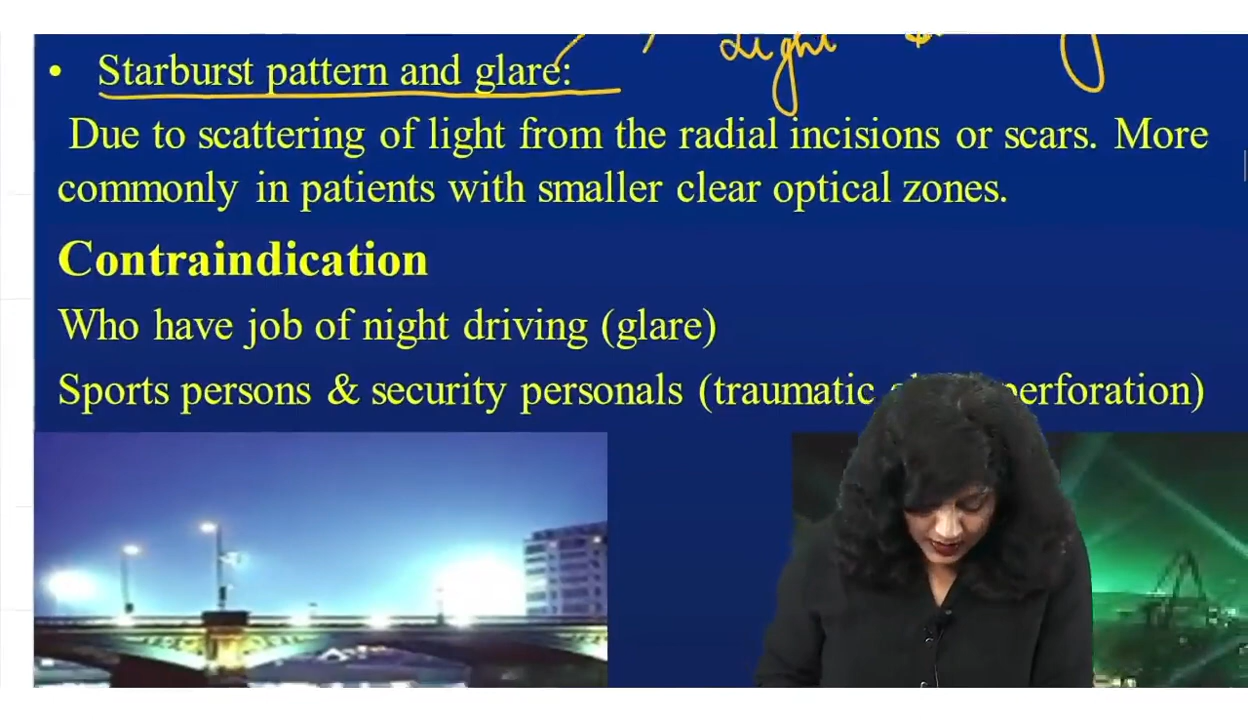 Light
• Starburst pattern and glare:
Due to scattering of light from the radial incisions or scars. More
commonly in patients with smaller clear optical zones.
Contraindication
Who have job of night driving (glare)
Sports persons & security personals (traumatic perforation)